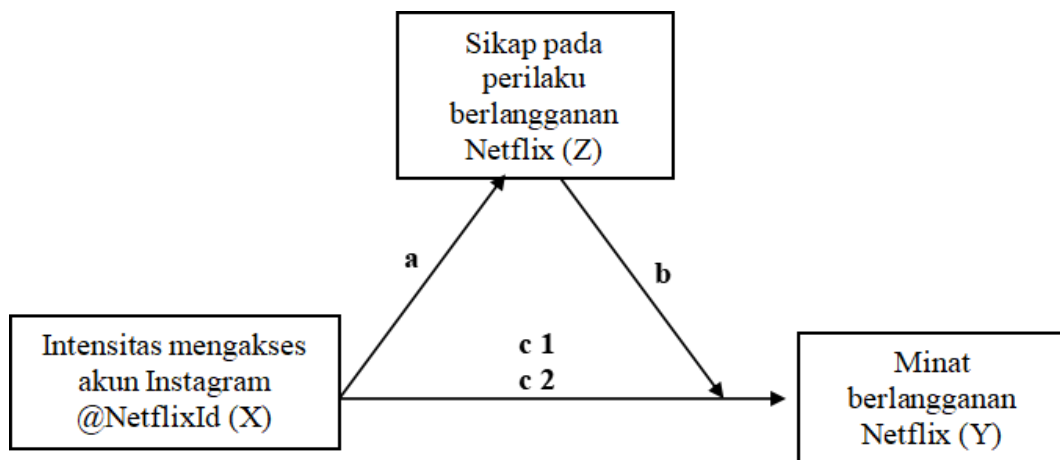 Sikap pada
perilaku
berlangganan
Netflix (Z)
a
b
Intensitas mengakses
akun Instagram
@NetflixId (X)
c 1
c 2
Minat
berlangganan
Netflix (Y)